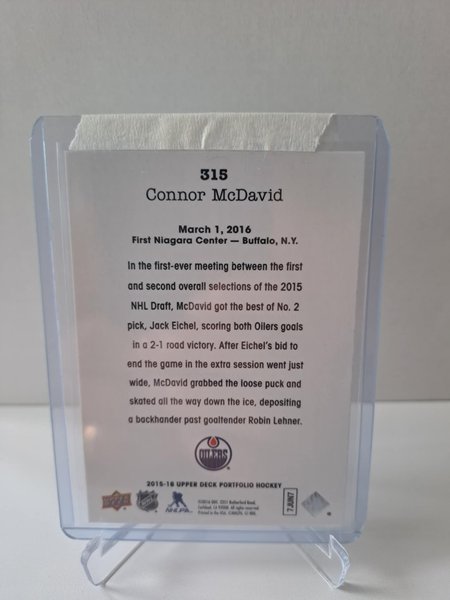 315
Connor McDavid
March 1, 2016
First Niagara Center — Buffalo, N.Y.
In the first-ever meeting between the first
and second overall selections of the 2015
NHL Draft, McDavid got the best of No. 2
pick, Jack Eichel, scoring both Oilers goals
in a 2-1 road victory. After Eichel's bid to
end the game in the extra session went just
wide, McDavid grabbed the loose puck and
skated all the way down the ice, depositing
a backhander past goaltender Robin Lehner.
OILERS
2015-16 UPPER DECK PORTFOLIO HOCKEY
NHL
NHLPA
7 JUN7